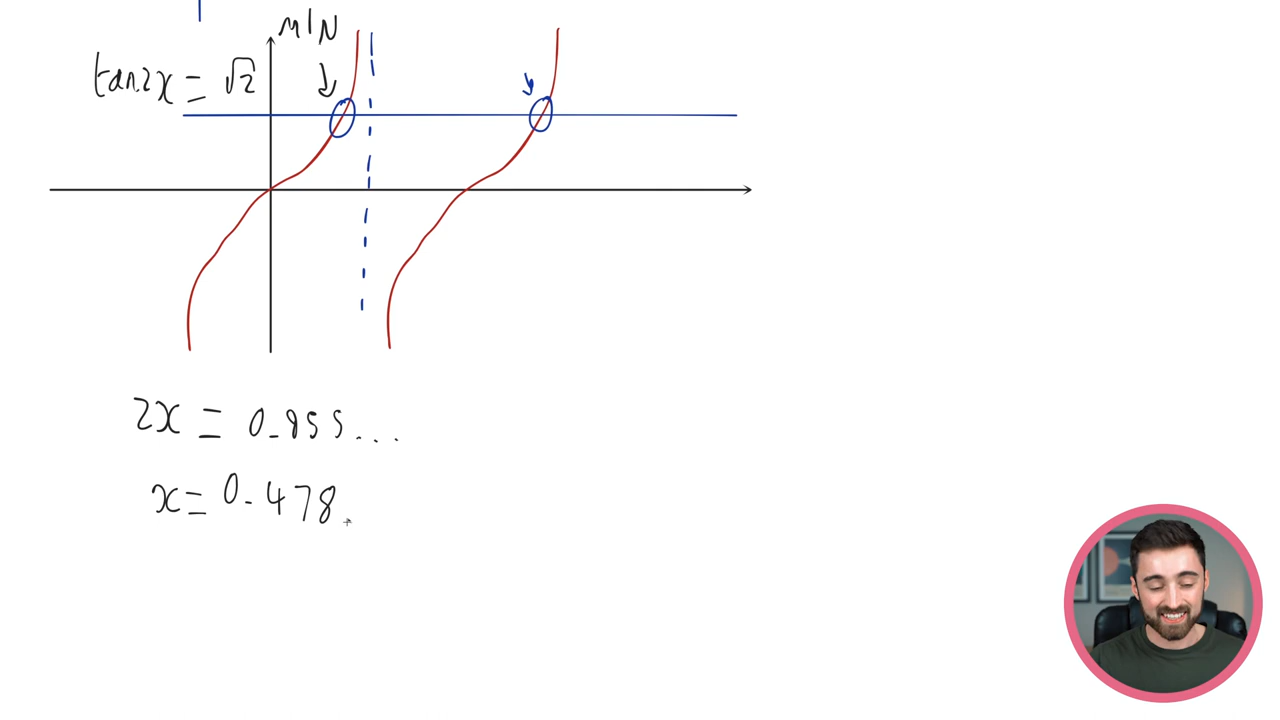 MIN
tan2x = √2
2x = 0.955...
x = 0.478.